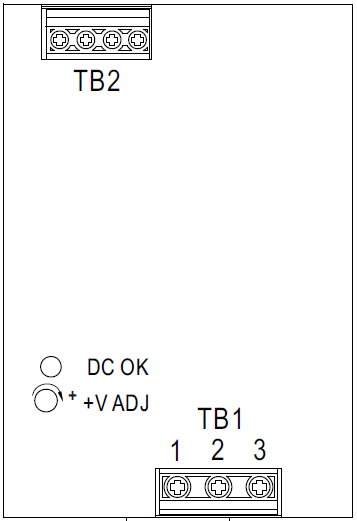 TB2
DC OK
+ +V ADJ
TB1
1 2 3